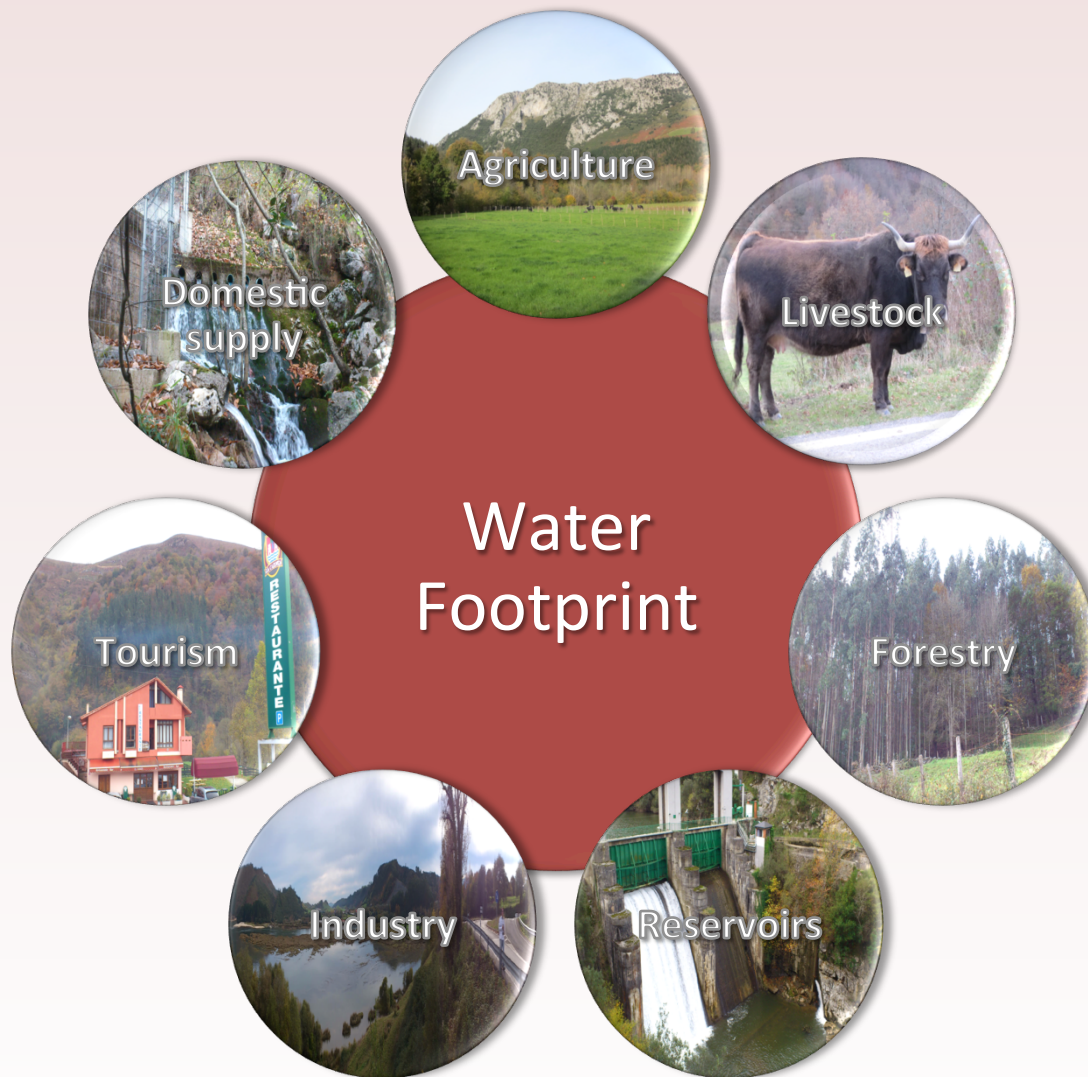 Agriculture
Livestock
Forestry
Reservoirs
Industry
Tourism
RESTAURANTE
P
Domestic
supply
Water
Footprint